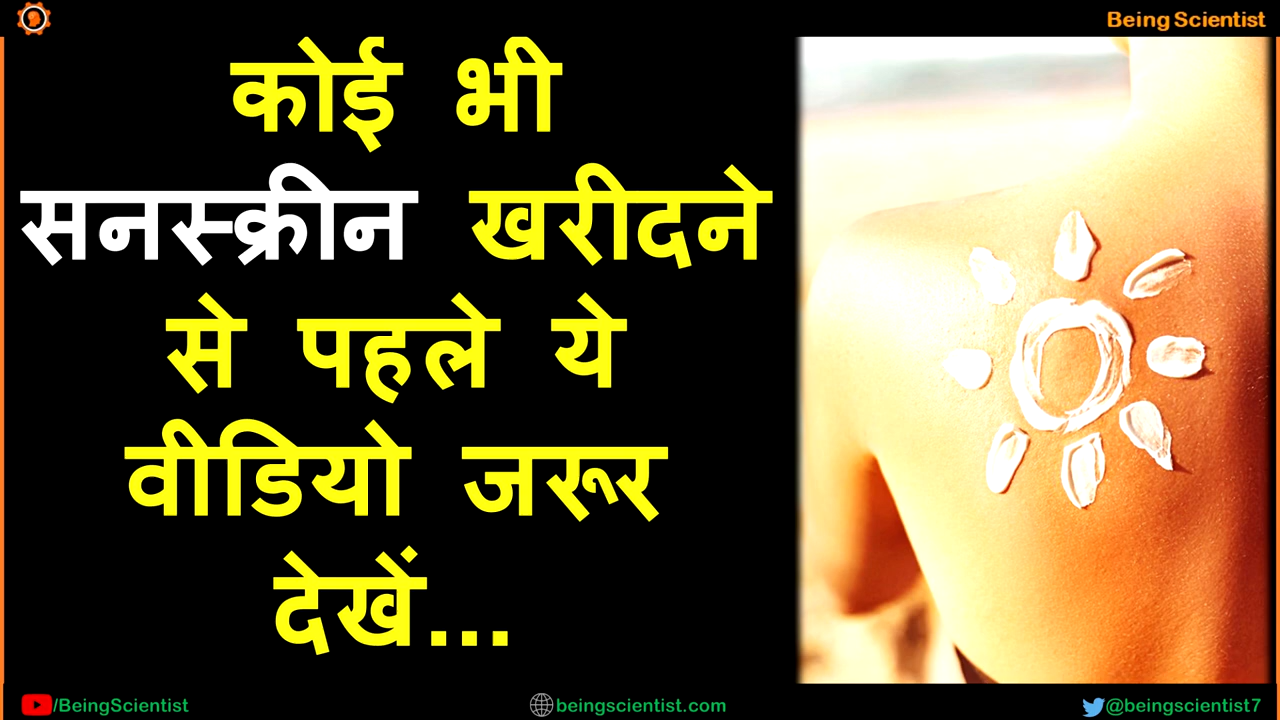 Being Scientist
कोई भी
सनस्क्रीन खरीदने
से पहले ये
वीडियो जरूर
देखें...
/BeingScientist
beingscientist.com
@beingscientist7